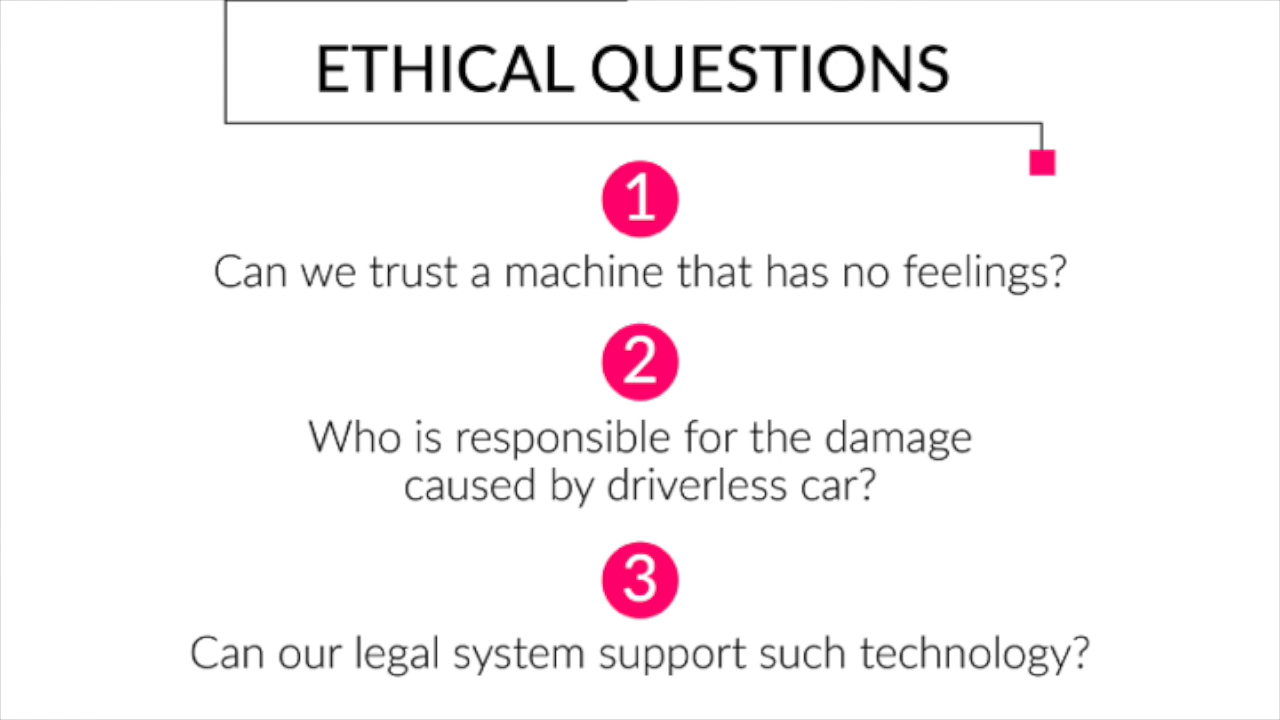 ETHICAL QUESTIONS
1
Can we trust a machine that has no feelings?
2
Who is responsible for the damage
caused by driverless car?
3
Can our legal system support such technology?